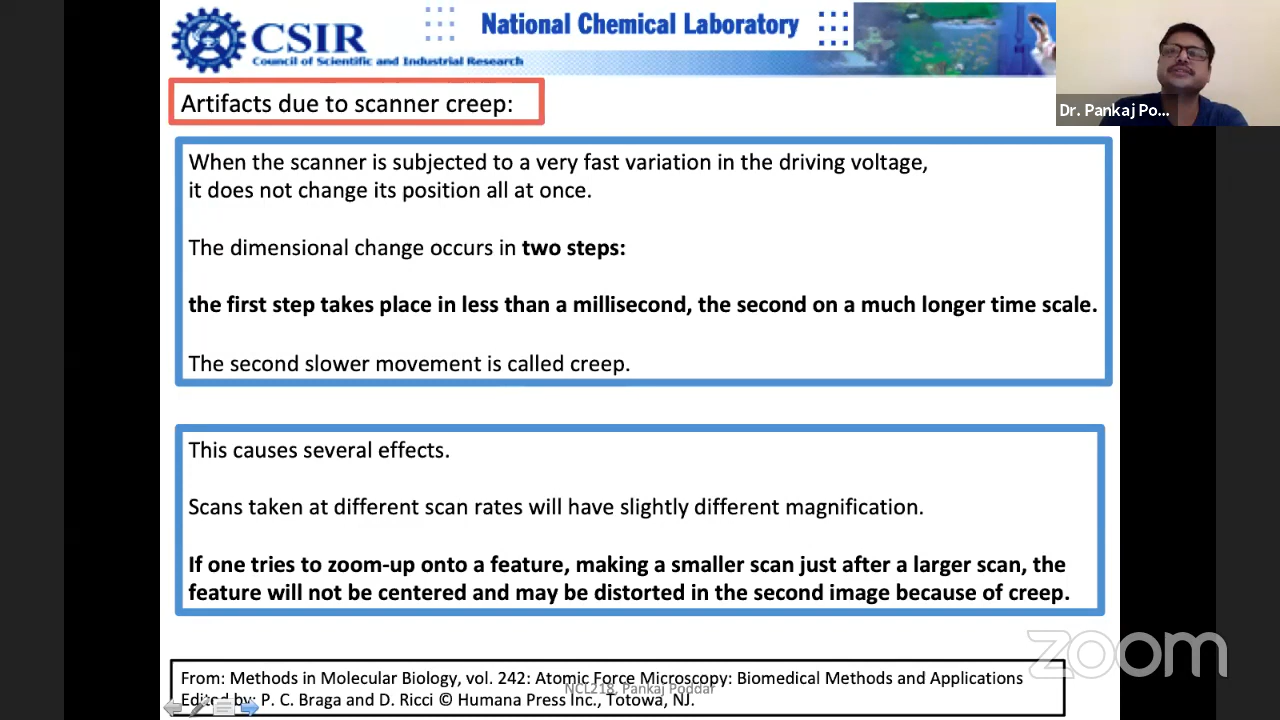 CSIR
Council of Scientific and Industrial Research
National Chemical Laboratory
Dr. Pankaj Po...
Artifacts due to scanner creep:
When the scanner is subjected to a very fast variation in the driving voltage,
it does not change its position all at once.
The dimensional change occurs in two steps:
the first step takes place in less than a millisecond, the second on a much longer time scale.
The second slower movement is called creep.
This causes several effects.
Scans taken at different scan rates will have slightly different magnification.
If one tries to zoom-up onto a feature, making a smaller scan just after a larger scan, the
feature will not be centered and may be distorted in the second image because of creep.
zoom
From: Methods in Molecular Biology, vol. 242: Atomic Force Microscopy: Biomedical Methods and Applications
NCL218, Pankaj Poddar
Edited by: P. C. Braga and D. Ricci © Humana Press Inc., Totowa, NJ.